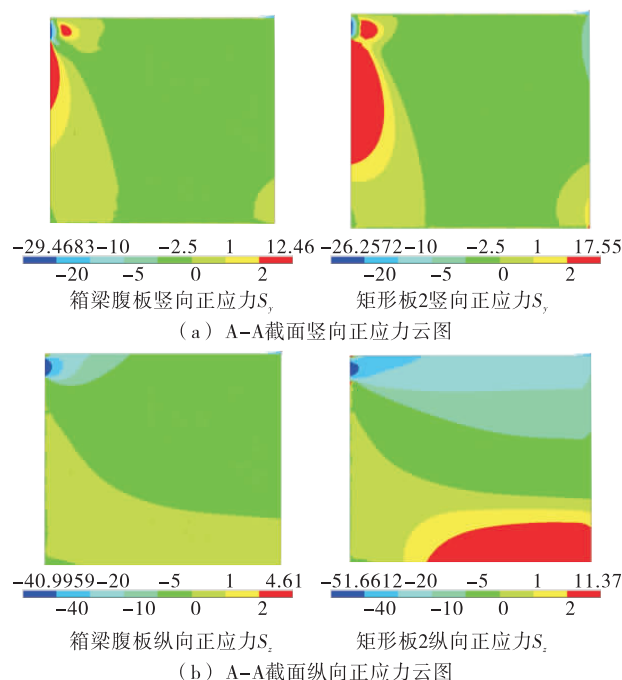 -29.4683 -10 -2.5 1 12.46
-20 -5 0 2
箱梁腹板竖向正应力Sy
-26.2572 -10 -2.5 1 17.55
-20 -5 0 2
矩形板2竖向正应力Sy
(a) A-A截面竖向正应力云图
-40.9959 -20 -5 1 4.61
-40 -10 0 2
箱梁腹板纵向正应力Sz
-51.6612 -20 -5 1 11.37
-40 -10 0 2
矩形板2纵向正应力Sz
(b) A-A截面纵向正应力云图